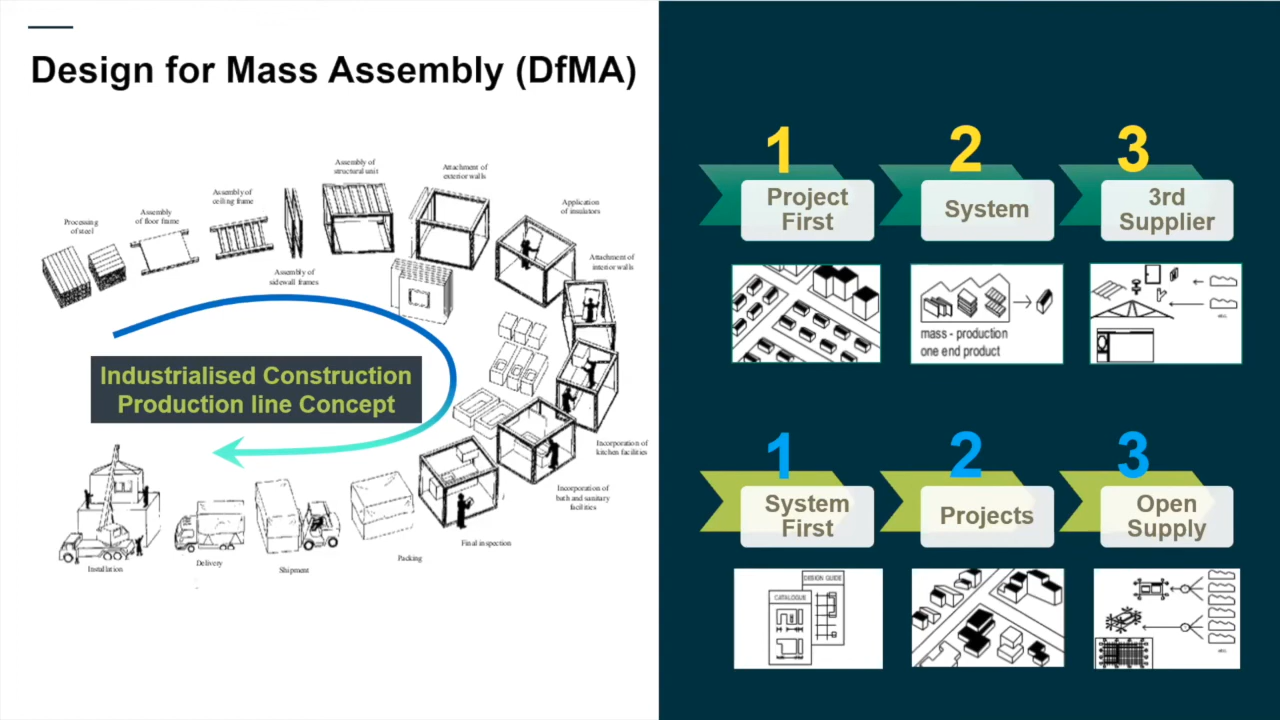 Design for Mass Assembly (DfMA)
Processing
of steel
Assembly
of floor frame
Assembly of
ceiling frame
Assembly of
sidewall frames
Assembly of
structural unit
Attachment of
exterior walls
Application
of insulators
Attachment of
interior walls
Incorporation of
kitchen facilities
Incorporation of
bath and sanitary
facilities
Final inspection
Packing
Shipment
Delivery
Installation
Industrialised Construction
Production line Concept
1
Project
First
2
System
3
3rd
Supplier
mass - production
one end product
1
System
First
2
Projects
3
Open
Supply
DESIGN GUIDE
CATALOGUE